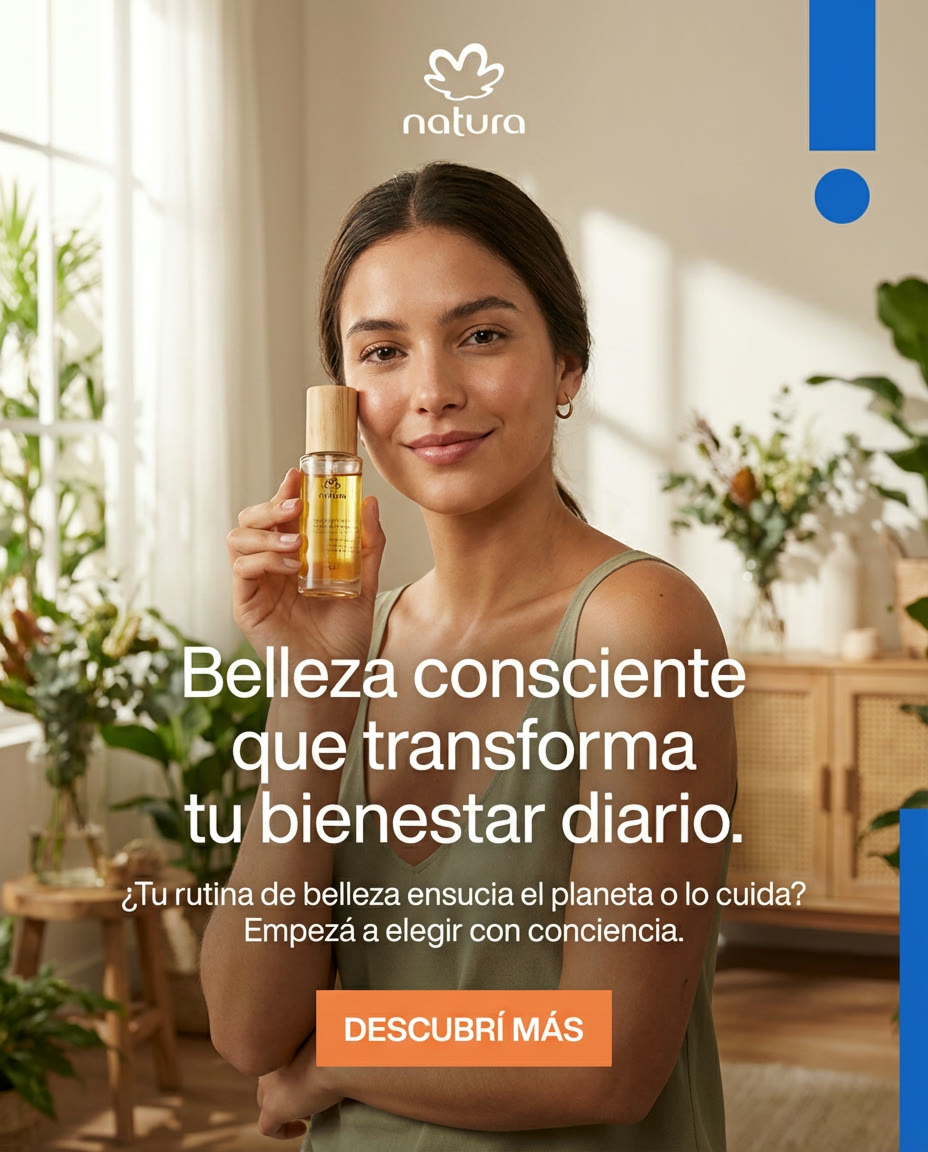 natura
natura
Belleza consciente
que transforma
tu bienestar diario.
¿Tu rutina de belleza ensucia el planeta o lo cuida?
Empezá a elegir con conciencia.
DESCUBRÍ MÁS